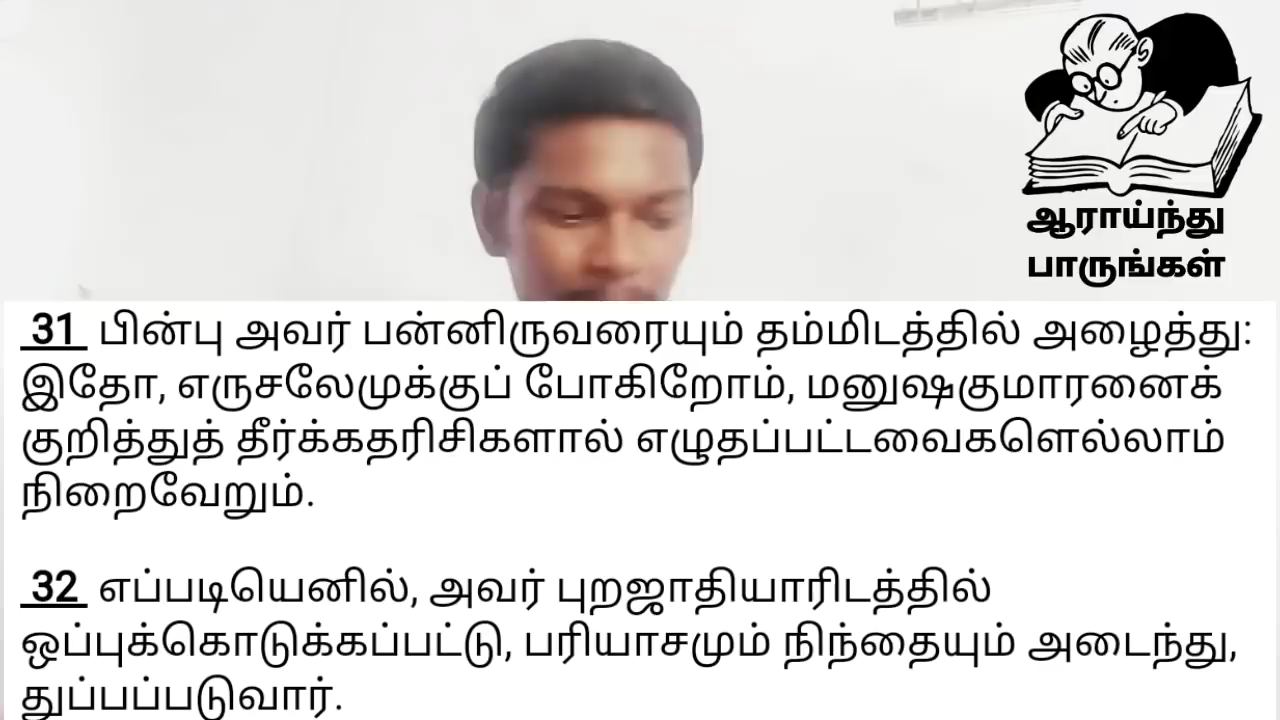 ஆராய்ந்து
பாருங்கள்
31 பின்பு அவர் பன்னிருவரையும் தம்மிடத்தில் அழைத்து:
இதோ, எருசலேமுக்குப் போகிறோம், மனுஷகுமாரனைக்
குறித்துத் தீர்க்கதரிசிகளால் எழுதப்பட்டவைகளெல்லாம்
நிறைவேறும்.
32 எப்படியெனில், அவர் புறஜாதியாரிடத்தில்
ஒப்புக்கொடுக்கப்பட்டு, பரியாசமும் நிந்தையும் அடைந்து,
துப்பப்படுவார்.